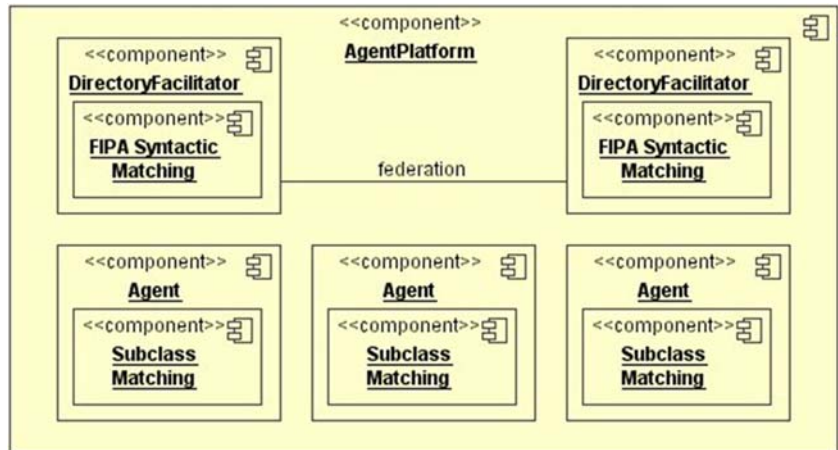 <<component>>
AgentPlatform
<<component>>
DirectoryFacilitator
<<component>>
FIPA Syntactic
Matching
federation
<<component>>
DirectoryFacilitator
<<component>>
FIPA Syntactic
Matching
<<component>>
Agent
<<component>>
Subclass
Matching
<<component>>
Agent
<<component>>
Subclass
Matching
<<component>>
Agent
<<component>>
Subclass
Matching